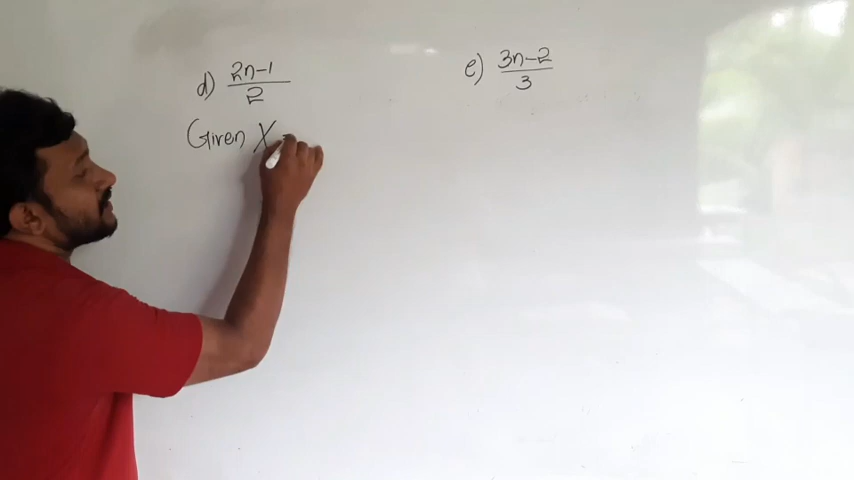 d) 2n-1/2
e) 3n-2/3
Given X -